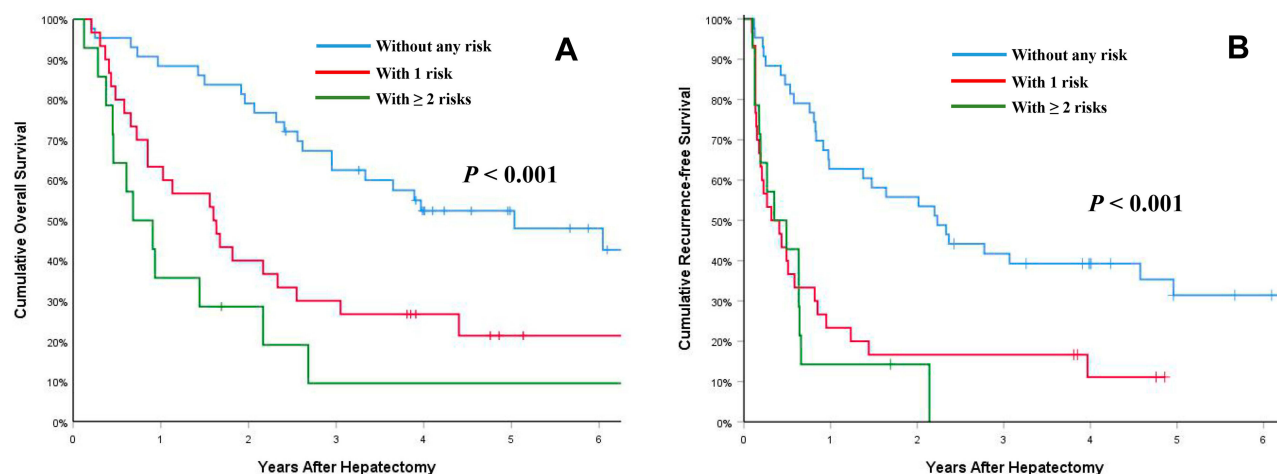 A
Without any risk
With 1 risk
With ≥ 2 risks
P < 0.001
Cumulative Overall Survival
100%
90%
80%
70%
60%
50%
40%
30%
20%
10%
0%
0 1 2 3 4 5 6
Years After Hepatectomy
B
Without any risk
With 1 risk
With ≥ 2 risks
P < 0.001
Cumulative Recurrence-free Survival
100%
90%
80%
70%
60%
50%
40%
30%
20%
10%
0%
0 1 2 3 4 5 6
Years After Hepatectomy